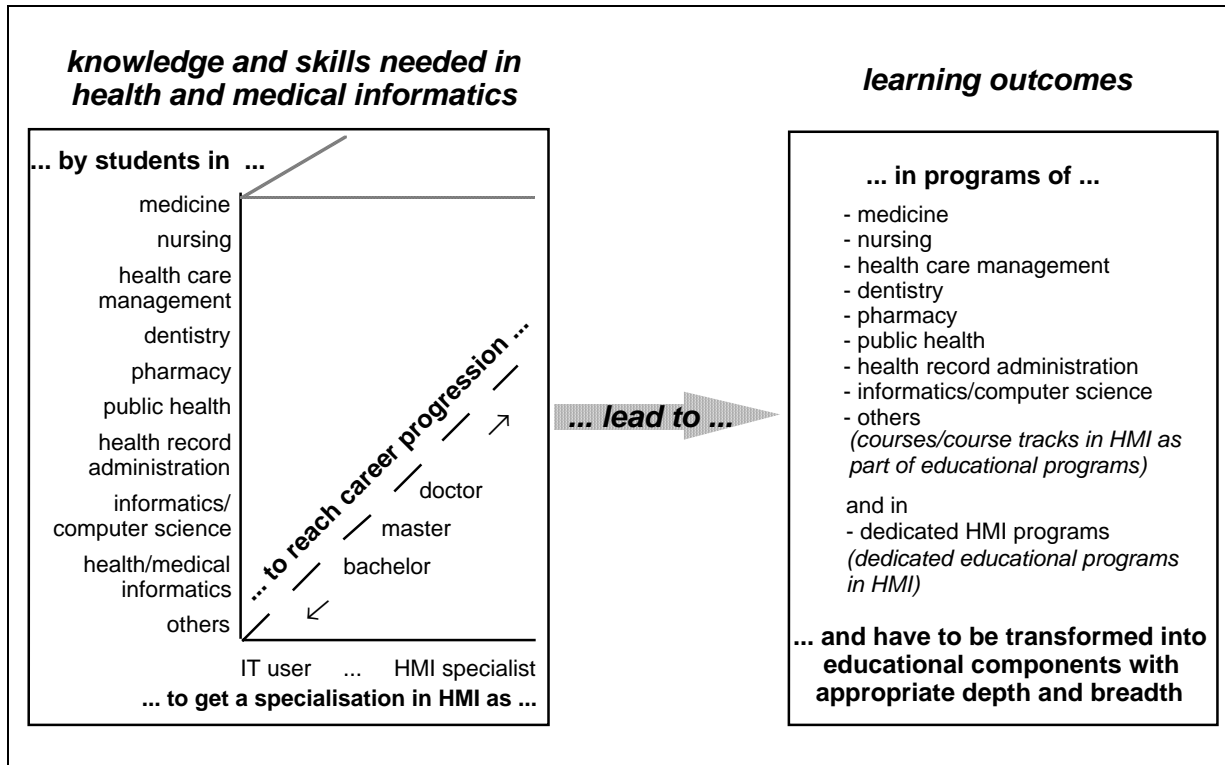 knowledge and skills needed in
health and medical informatics
... by students in ...
medicine
nursing
health care
management
dentistry
pharmacy
public health
health record
administration
informatics/
computer science
health/medical
informatics
others
... to reach career progression ...
doctor
master
bachelor
IT user ... HMI specialist
... to get a specialisation in HMI as ...
... lead to ...
learning outcomes
... in programs of ...
- medicine
- nursing
- health care management
- dentistry
- pharmacy
- public health
- health record administration
- informatics/computer science
- others
(courses/course tracks in HMI as
part of educational programs)
and in
- dedicated HMI programs
(dedicated educational programs
in HMI)
... and have to be transformed into
educational components with
appropriate depth and breadth